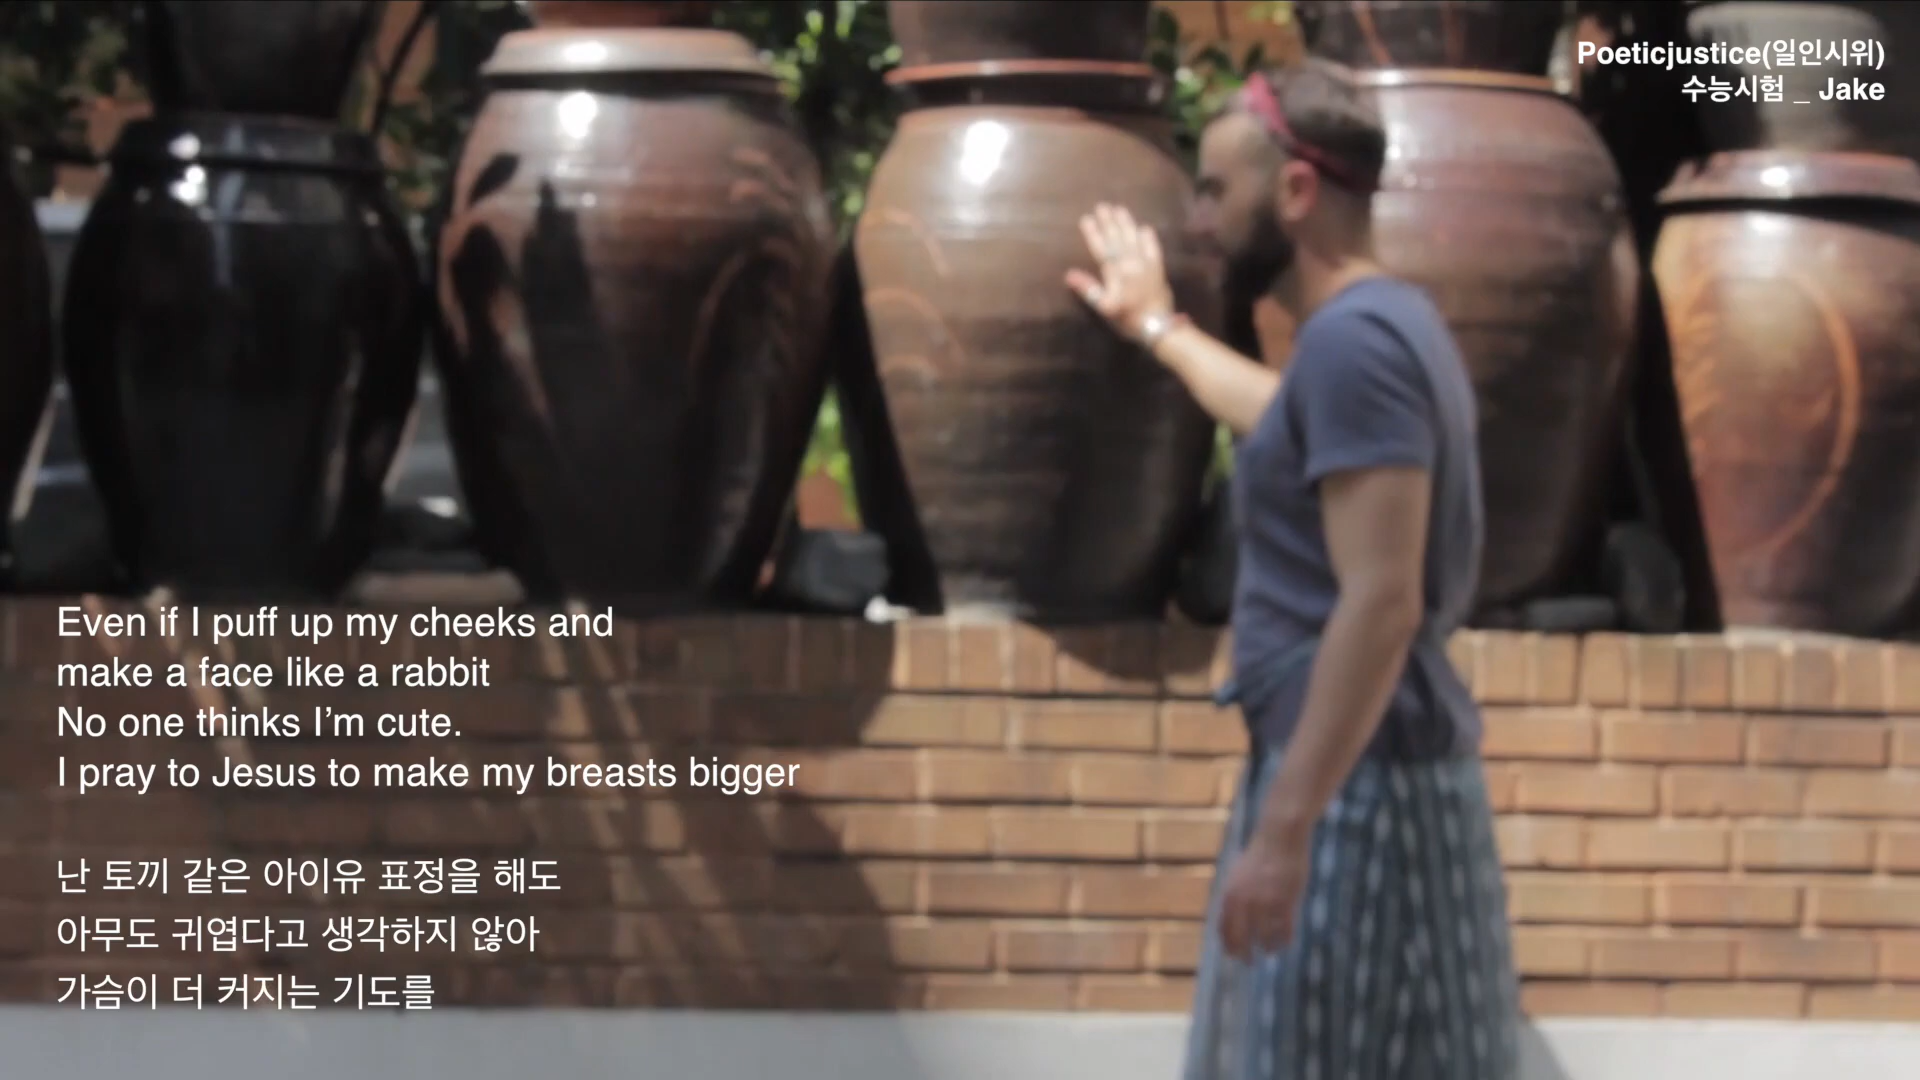 Poeticjustice(일인시위)
수능시험 _ Jake
Even if I puff up my cheeks and
make a face like a rabbit
No one thinks I’m cute.
I pray to Jesus to make my breasts bigger
난 토끼 같은 아이유 표정을 해도
아무도 귀엽다고 생각하지 않아
가슴이 더 커지는 기도를